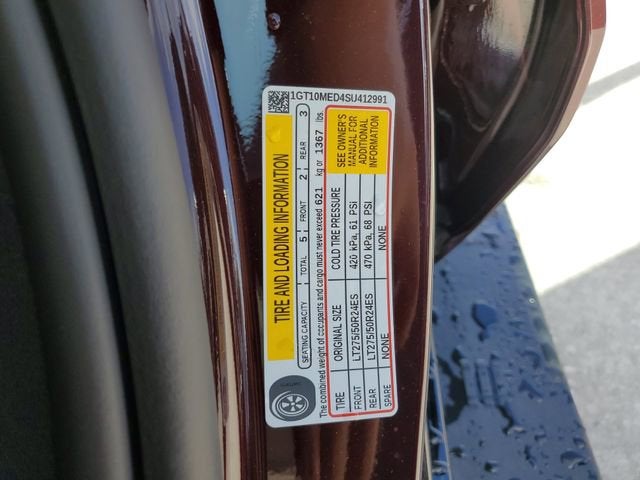 1GT10MED4SU412991
TIRE AND LOADING INFORMATION
SEATING CAPACITY TOTAL 5 FRONT 2 REAR 3
The combined weight of occupants and cargo must never exceed 621 kg or 1367 lbs
TIRE ORIGINAL SIZE COLD TIRE PRESSURE
FRONT LT275/50R24ES 420 kPa, 61 PSI
REAR LT275/50R24ES 470 kPa, 68 PSI
SPARE NONE NONE
SEE OWNER'S
MANUAL FOR
ADDITIONAL
INFORMATION